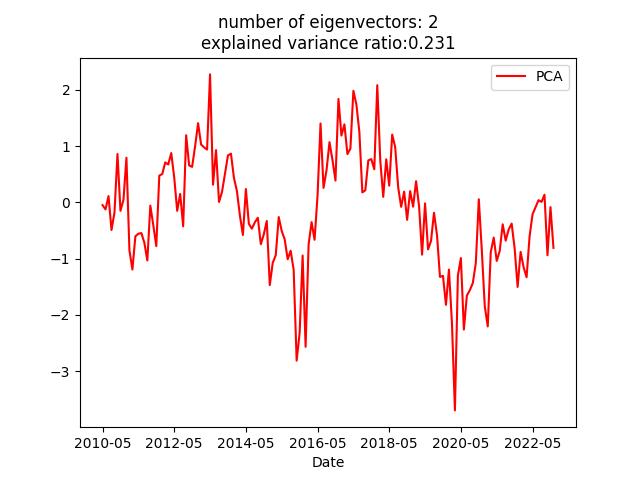 number of eigenvectors: 2
explained variance ratio:0.231
PCA
2
1
0
−1
−2
−3
2010-05 2012-05 2014-05 2016-05 2018-05 2020-05 2022-05
Date